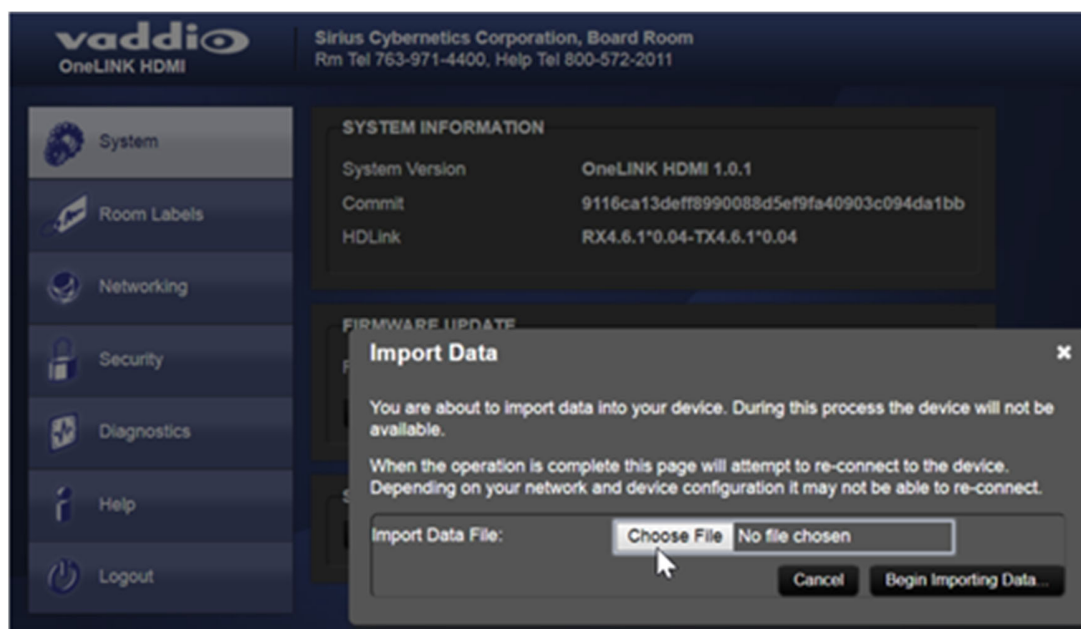 vaddio
OneLINK HDMI
Sirius Cybernetics Corporation, Board Room
Rm Tel 763-971-4400, Help Tel 800-572-2011
System
Room Labels
Networking
Security
Diagnostics
Help
Logout
SYSTEM INFORMATION
System Version OneLINK HDMI 1.0.1
Commit 9116ca13deff8990088d5ef9fa40903c094da1bb
HDLink RX4.6.1*0.04-TX4.6.1*0.04
FIRMWARE UPDATE
Import Data
You are about to import data into your device. During this process the device will not be
available.
When the operation is complete this page will attempt to re-connect to the device.
Depending on your network and device configuration it may not be able to re-connect.
Import Data File: Choose File No file chosen
Cancel Begin Importing Data...